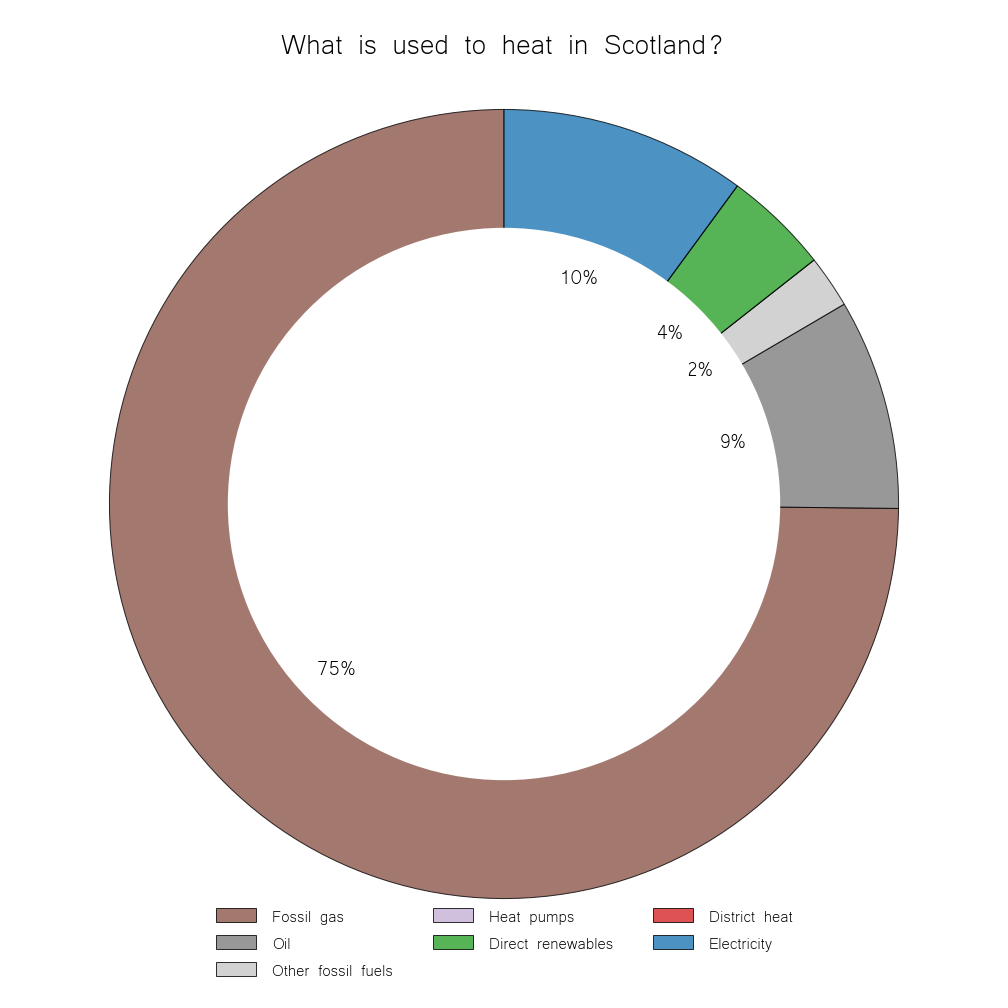 What is used to heat in Scotland?
10%
4%
2%
9%
75%
Fossil gas
Heat pumps
District heat
Oil
Direct renewables
Electricity
Other fossil fuels